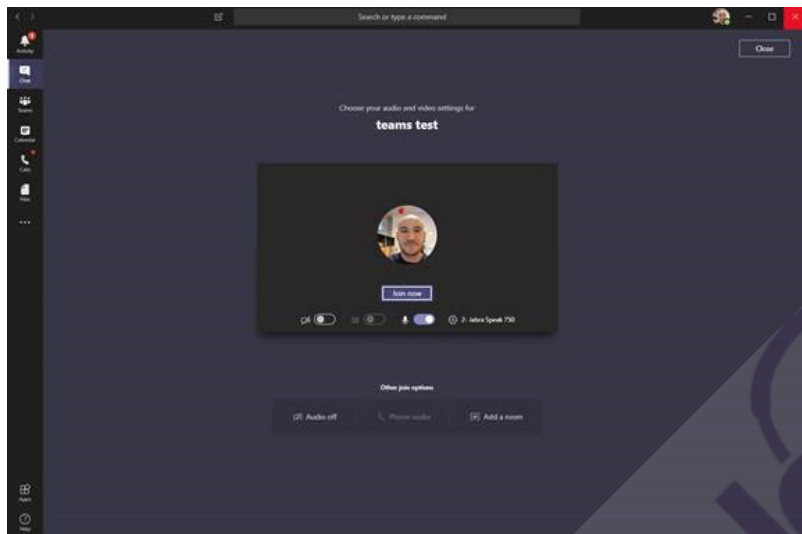 Search or type a command
Activity
Chat
Teams
Calendar
Calls
Files
Close
Choose your audio and video settings for
teams test
Join now
2- Jabra Speak 750
Other join options
Audio off
Phone audio
Add a room
Apps
Help